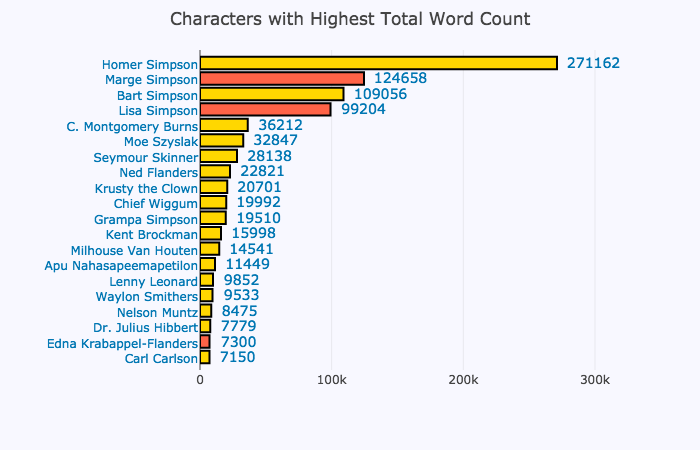 Characters with Highest Total Word Count
Homer Simpson 271162
Marge Simpson 124658
Bart Simpson 109056
Lisa Simpson 99204
C. Montgomery Burns 36212
Moe Szyslak 32847
Seymour Skinner 28138
Ned Flanders 22821
Krusty the Clown 20701
Chief Wiggum 19992
Grampa Simpson 19510
Kent Brockman 15998
Milhouse Van Houten 14541
Apu Nahasapeemapetilon 11449
Lenny Leonard 9852
Waylon Smithers 9533
Nelson Muntz 8475
Dr. Julius Hibbert 7779
Edna Krabappel-Flanders 7300
Carl Carlson 7150
0 100k 200k 300k